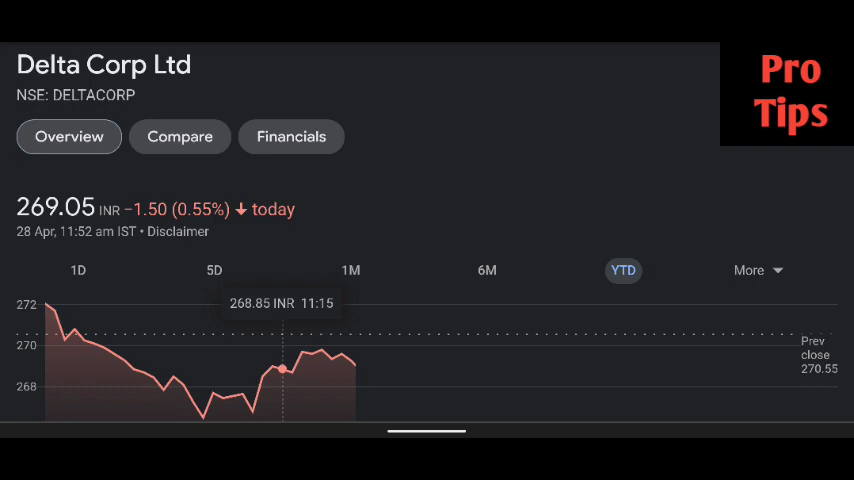 Delta Corp Ltd
NSE: DELTACORP
Pro
Tips
Overview
Compare
Financials
269.05 INR −1.50 (0.55%) ↓ today
28 Apr, 11:52 am IST • Disclaimer
1D
5D
1M
6M
YTD
More
268.85 INR 11:15
272
270
268
Prev
close
270.55